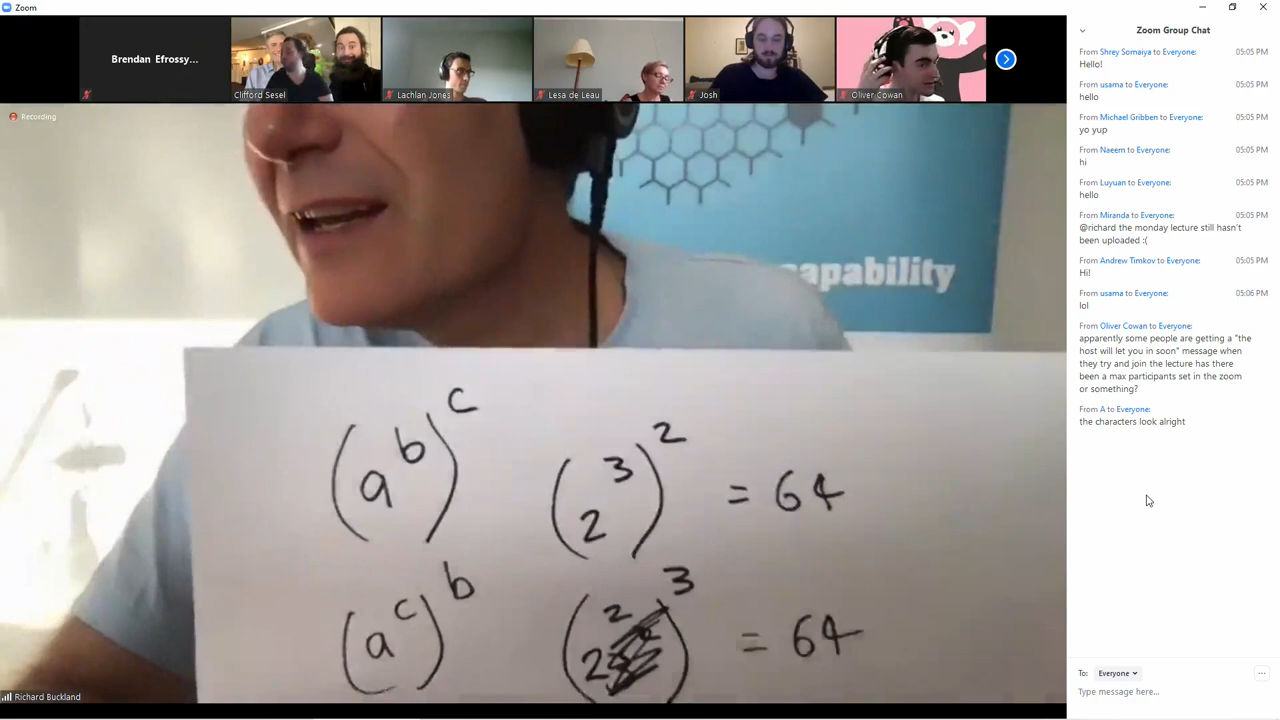 Zoom
Brendan Efrossy...
Clifford Sesel
Lachlan Jones
Lesa de Leau
Josh
Oliver Cowan
Recording
capability
(a^b)^c (2^3)^2 = 64
(a^c)^b (2^2)^3 = 64
Richard Buckland
Zoom Group Chat
From Shrey Somaiya to Everyone: 05:05 PM
Hello!
From usama to Everyone: 05:05 PM
hello
From Michael Gribben to Everyone: 05:05 PM
yo yup
From Naeem to Everyone: 05:05 PM
hi
From Luyuan to Everyone: 05:05 PM
hello
From Miranda to Everyone: 05:05 PM
@richard the monday lecture still hasn't
been uploaded :(
From Andrew Timkov to Everyone: 05:05 PM
Hi!
From usama to Everyone: 05:06 PM
lol
From Oliver Cowan to Everyone:
apparently some people are getting a "the
host will let you in soon" message when
they try and join the lecture has there
been a max participants set in the zoom
or something?
From A to Everyone:
the characters look alright
To: Everyone
Type message here...